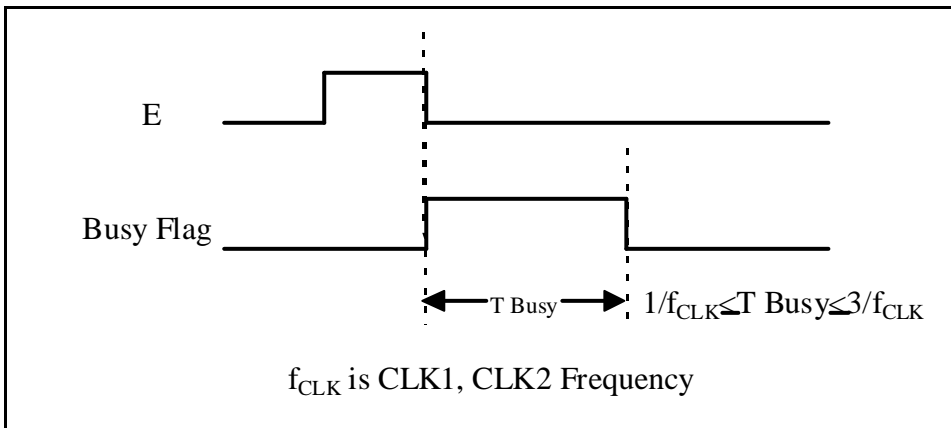 E
Busy Flag
T Busy
1/fCLK≤T Busy≤3/fCLK
fCLK is CLK1, CLK2 Frequency